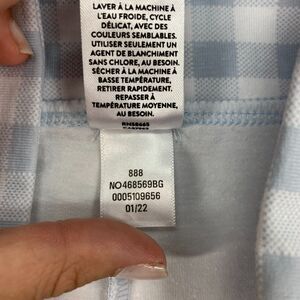 LAVER À LA MACHINE À
L'EAU FROIDE, CYCLE
DÉLICAT, AVEC DES
COULEURS SEMBLABLES.
UTILISER SEULEMENT UN
AGENT DE BLANCHIMENT
SANS CHLORE, AU BESOIN.
SÉCHER À LA MACHINE À
BASSE TEMPÉRATURE,
RETIRER RAPIDEMENT.
REPASSER À
TEMPÉRATURE MOYENNE,
AU BESOIN.
888
NO468569BG
0005109656
01/22